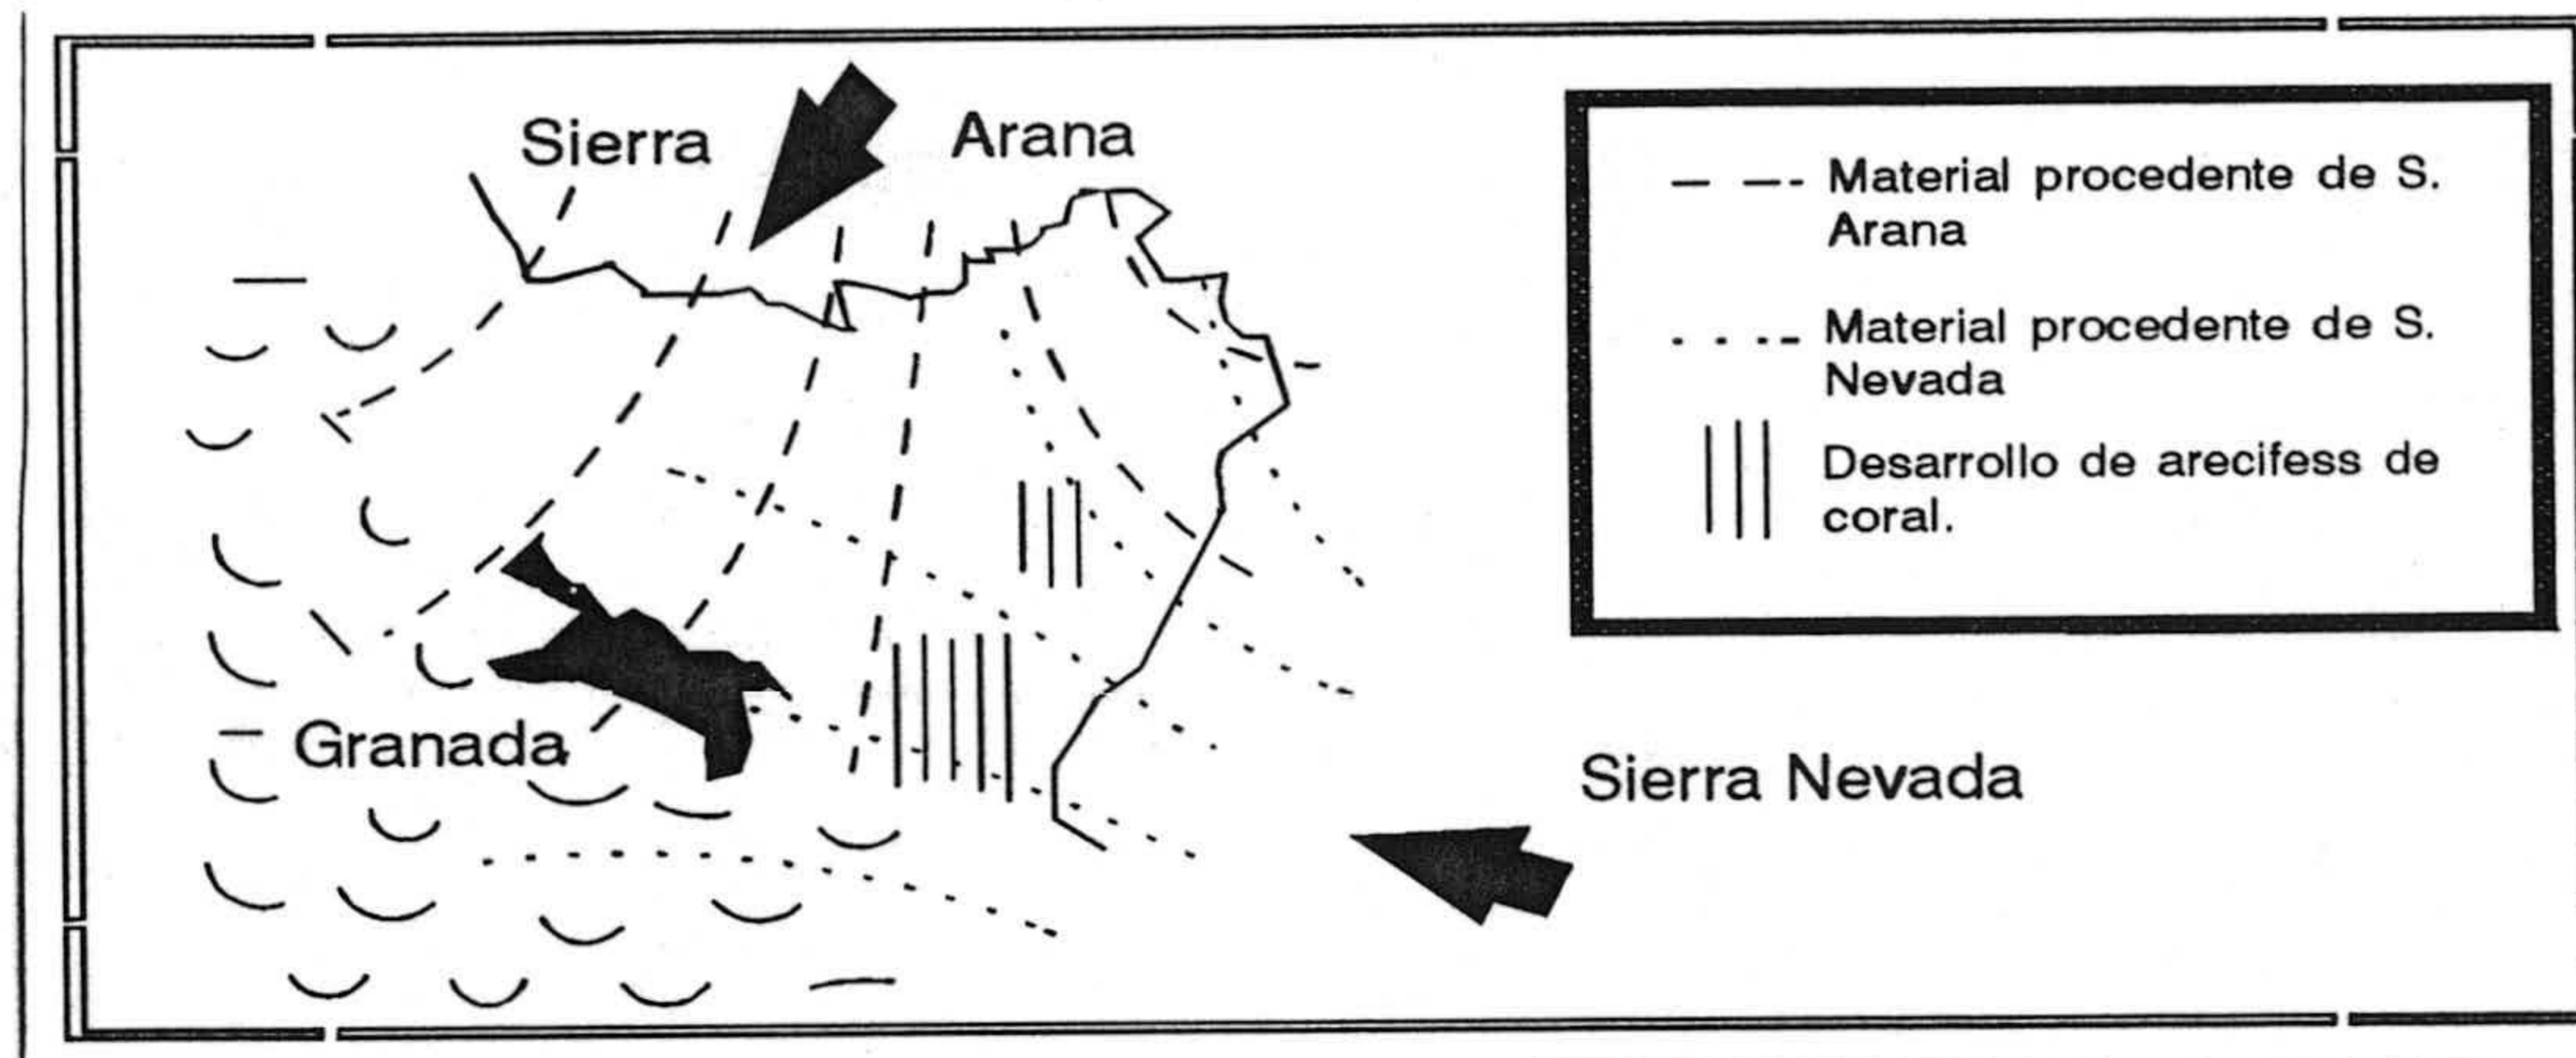 Sierra Arana
Granada
Sierra Nevada
Material procedente de S.
Arana
Material procedente de S.
Nevada
Desarrollo de arecifess de
coral.